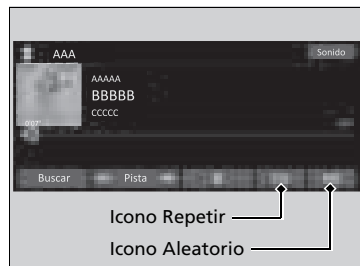 AAA
Sonido
AAAAA
BBBBB
CCCCC
0'07"
Buscar
Pista
Icono Repetir
Icono Aleatorio